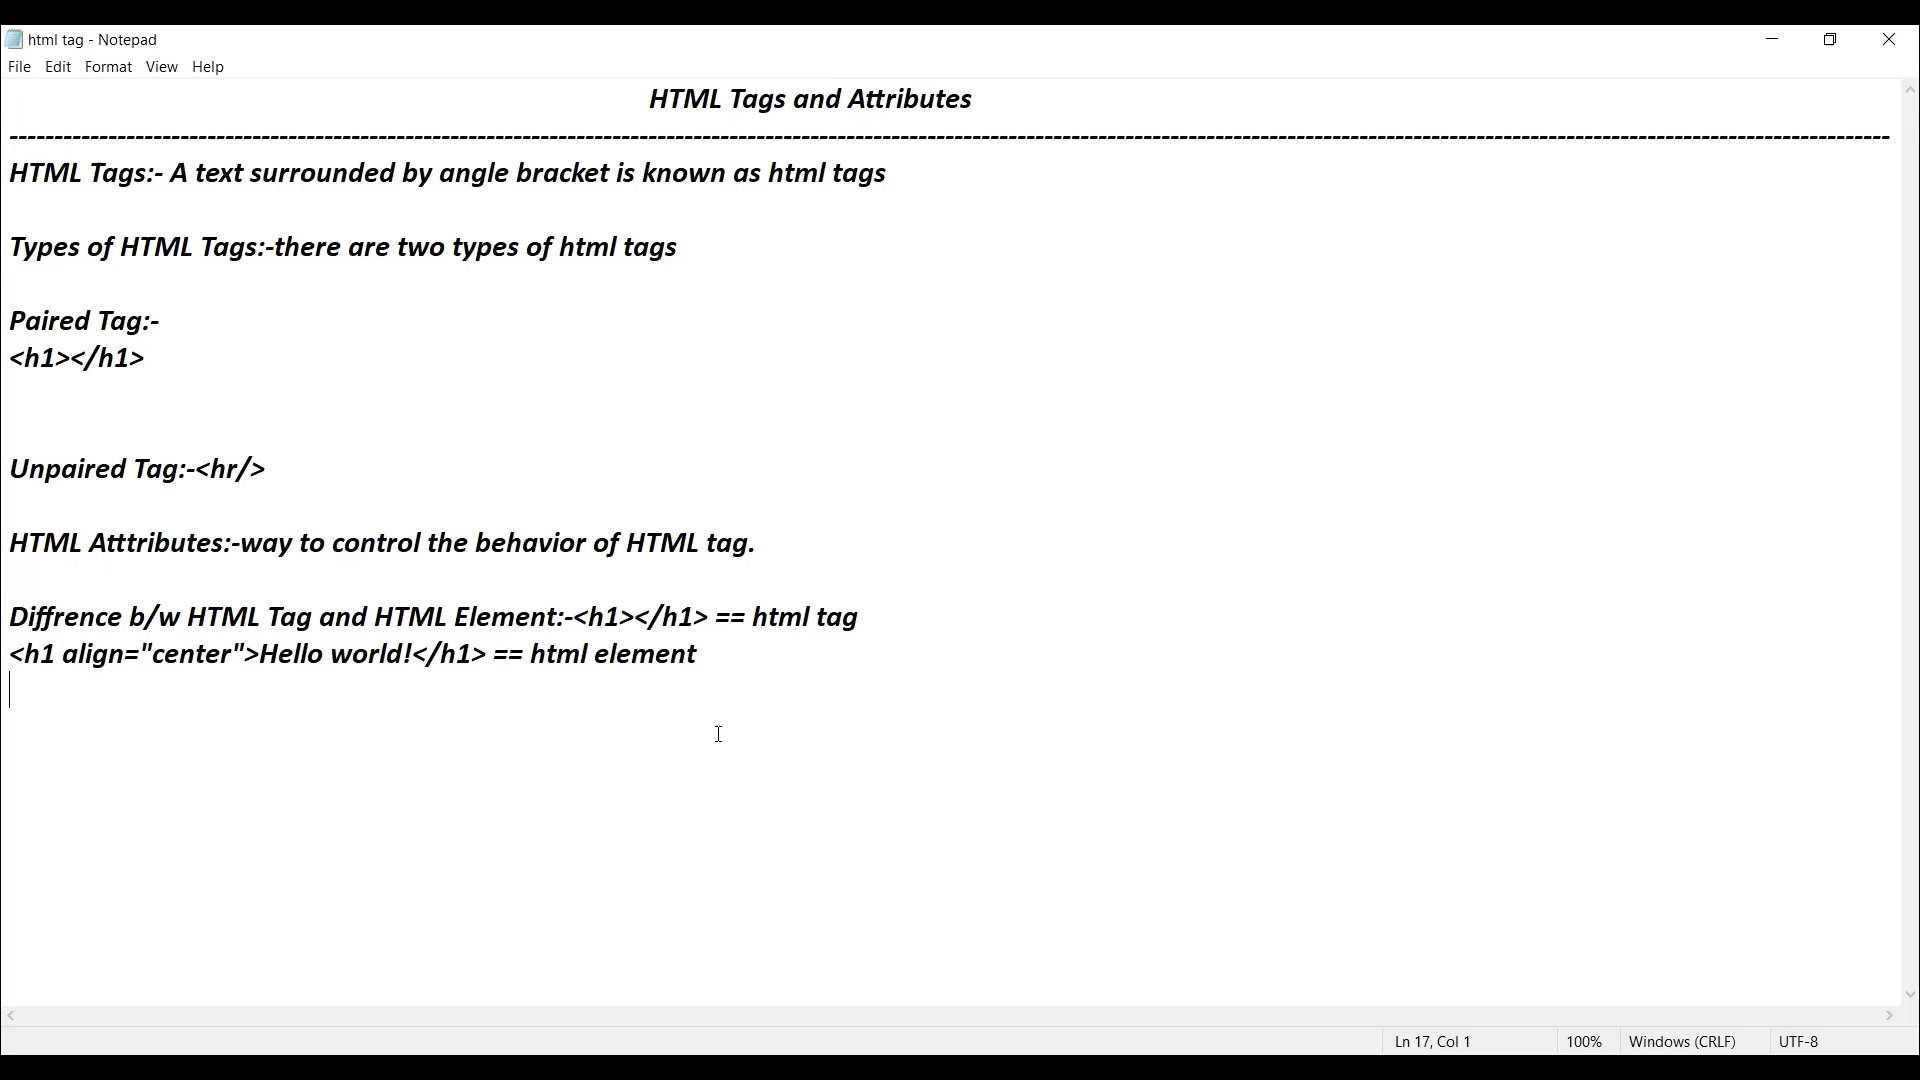 html tag - Notepad
File Edit Format View Help
HTML Tags and Attributes
--------------------------------------------------------------------------------------------------------------------------------------------------------------------------------------------------------------------
HTML Tags:- A text surrounded by angle bracket is known as html tags
Types of HTML Tags:-there are two types of html tags
Paired Tag:-
<h1></h1>
Unpaired Tag:-<hr/>
HTML Atttributes:-way to control the behavior of HTML tag.
Diffrence b/w HTML Tag and HTML Element:-<h1></h1> == html tag
<h1 align="center">Hello world!</h1> == html element
Ln 17, Col 1 100% Windows (CRLF) UTF-8